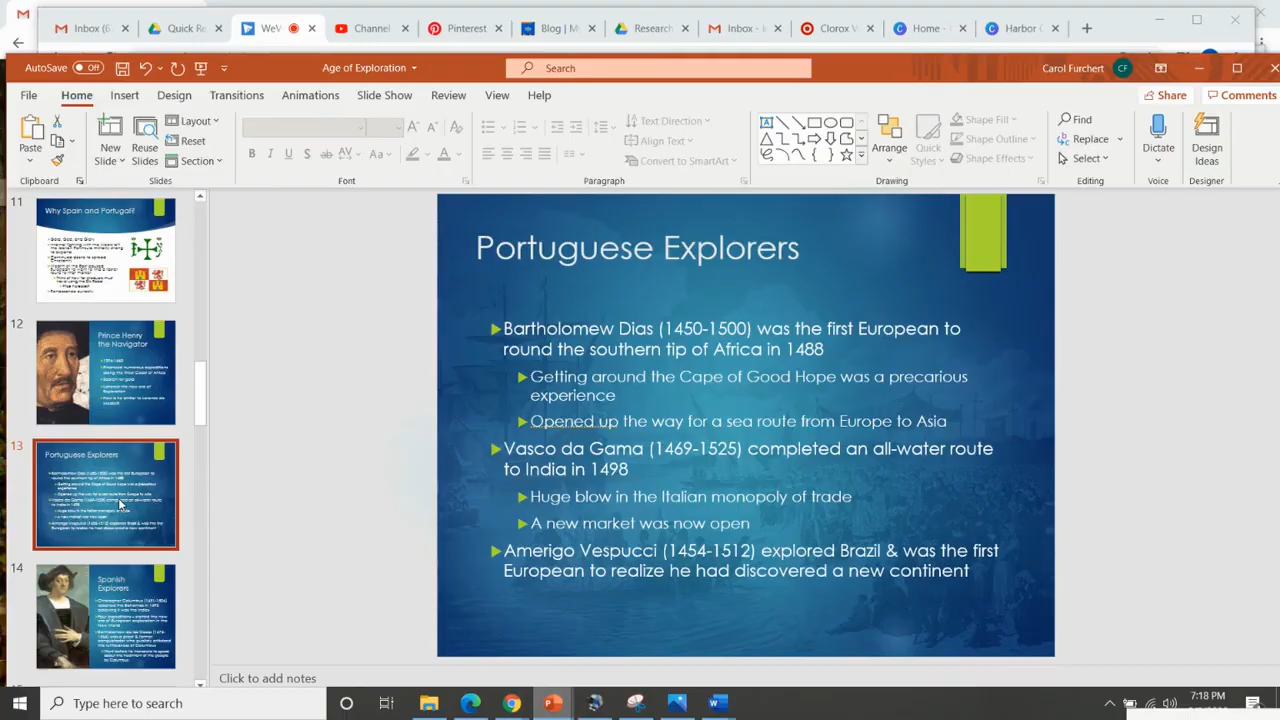 Inbox (6
Quick Re
WeV
Channel
Pinterest
Blog | M
Research
Inbox -
Clorox V
Home -
Harbor
AutoSave
Off
Age of Exploration
Search
Carol Furchert
CF
File
Home
Insert
Design
Transitions
Animations
Slide Show
Review
View
Help
Share
Comments
Paste
New
Slides
Reuse
Slides
Layout
Reset
Section
Text Direction
Align Text
Convert to SmartArt
Arrange
Quick
Styles
Shape Fill
Shape Outline
Shape Effects
Find
Replace
Select
Dictate
Design
Ideas
Clipboard
Slides
Font
Paragraph
Drawing
Editing
Voice
Designer
11
Why Spain and Portugal?
12
Prince Henry
the Navigator
13
Portuguese Explorers
14
Spanish
Explorers
Portuguese Explorers
Bartholomew Dias (1450-1500) was the first European to
round the southern tip of Africa in 1488
Getting around the Cape of Good Hope was a precarious
experience
Opened up the way for a sea route from Europe to Asia
Vasco da Gama (1469-1525) completed an all-water route
to India in 1498
Huge blow in the Italian monopoly of trade
A new market was now open
Amerigo Vespucci (1454-1512) explored Brazil & was the first
European to realize he had discovered a new continent
Click to add notes
Type here to search
7:18 PM